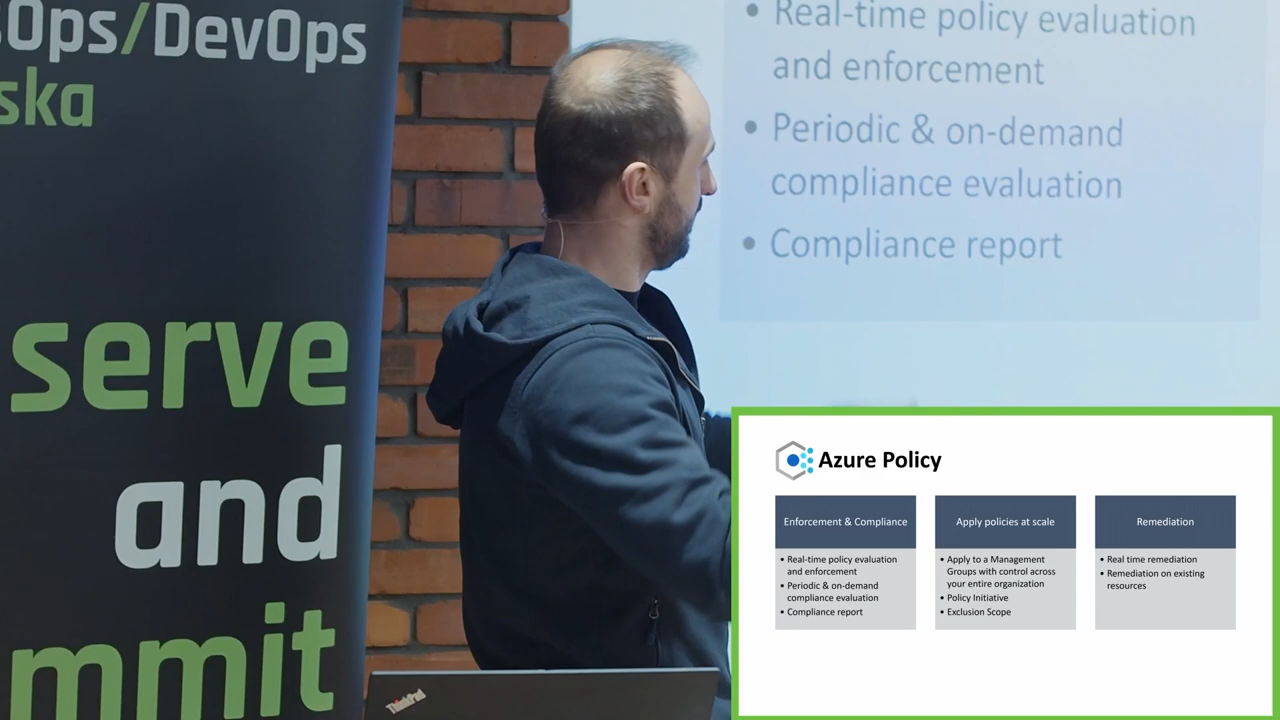 Ops/DevOps
ska
serve
and
mmit
• Real-time policy evaluation
and enforcement
• Periodic & on-demand
compliance evaluation
• Compliance report
ThinkPad
Azure Policy
Enforcement & Compliance
• Real-time policy evaluation
and enforcement
• Periodic & on-demand
compliance evaluation
• Compliance report
Apply policies at scale
• Apply to a Management
Groups with control across
your entire organization
• Policy Initiative
• Exclusion Scope
Remediation
• Real time remediation
• Remediation on existing
resources